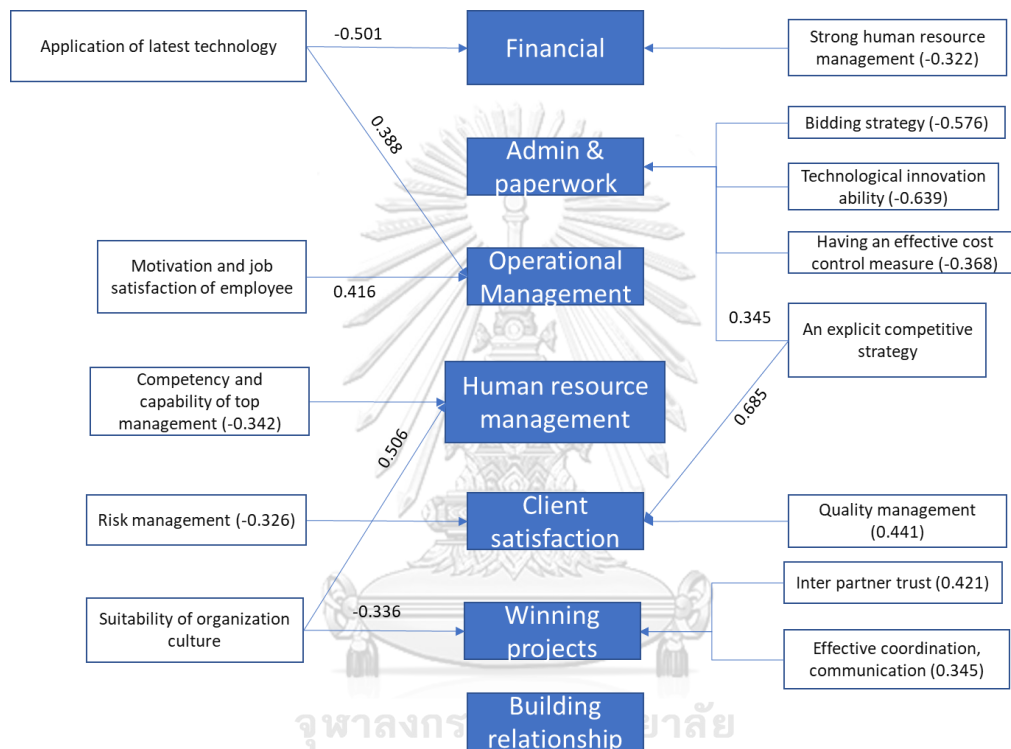 Application of latest technology
-0.501
Financial
Strong human resource
management (-0.322)
0.388
Admin &
paperwork
Bidding strategy (-0.576)
Technological innovation
ability (-0.639)
Having an effective cost
control measure (-0.368)
Motivation and job
satisfaction of employee
0.416
Operational
Management
0.345
An explicit competitive
strategy
0.685
Competency and
capability of top
management (-0.342)
0.506
Human resource
management
Risk management (-0.326)
Client
satisfaction
Quality management
(0.441)
Suitability of organization
culture
-0.336
Winning
projects
Inter partner trust (0.421)
Effective coordination,
communication (0.345)
Building
relationship